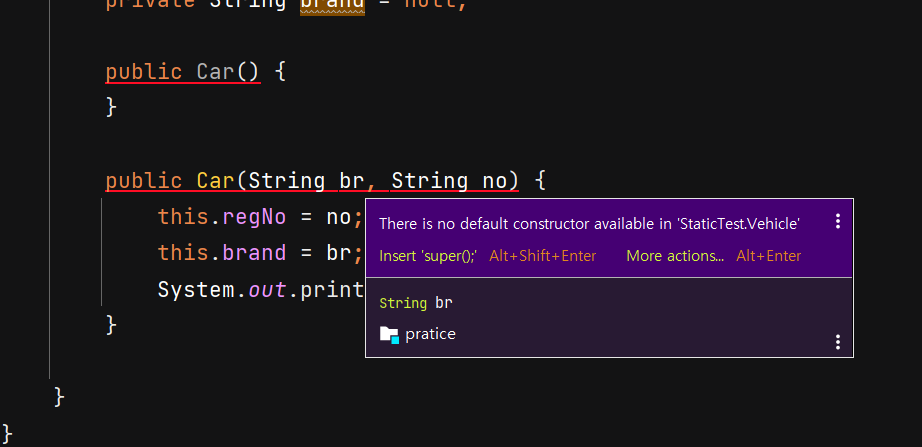 private String brand = null;
public Car() {
}
public Car(String br, String no) {
this.regNo = no;
this.brand = br;
System.out.print
}
}
}
There is no default constructor available in 'StaticTest.Vehicle'
Insert 'super();' Alt+Shift+Enter More actions... Alt+Enter
String br
pratice